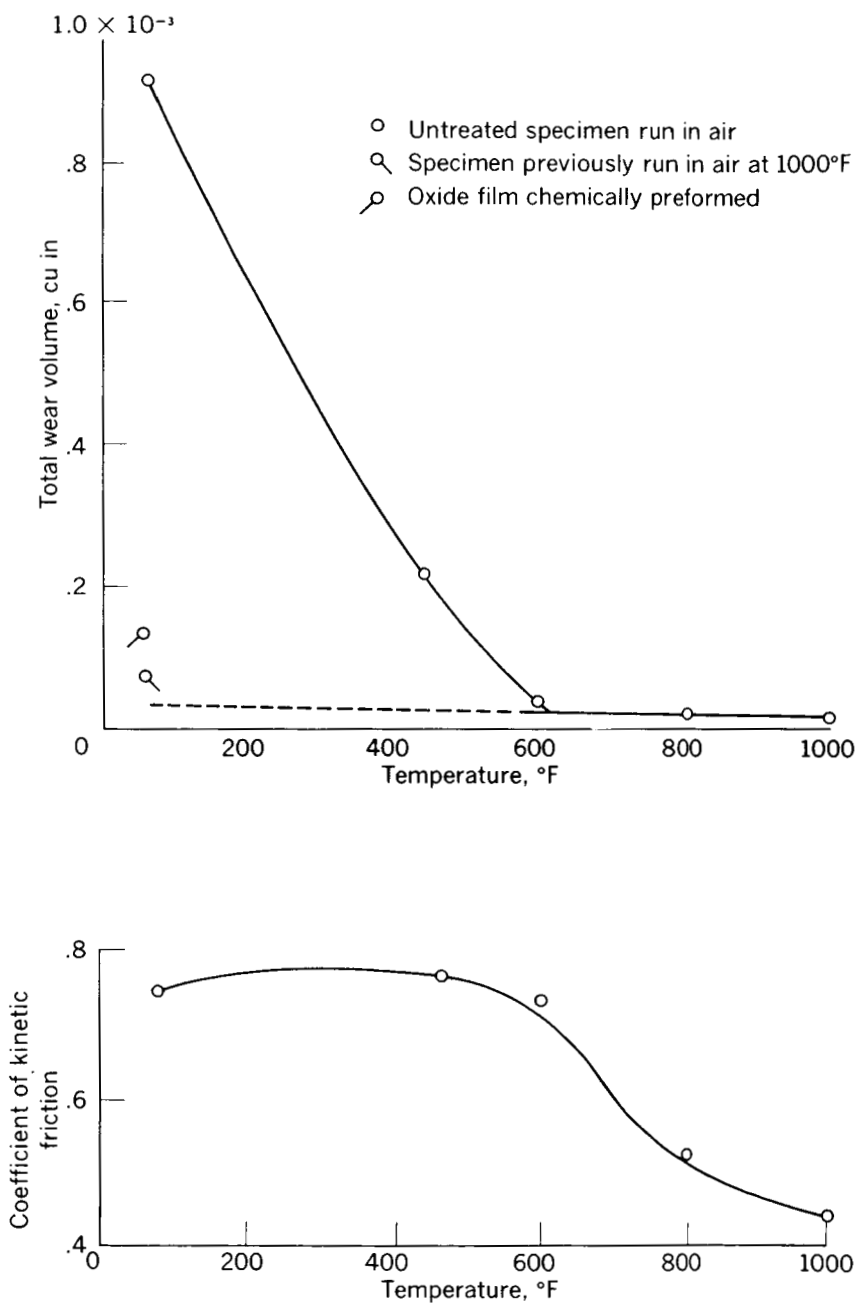 1.0 × 10⁻³
.8
.6
.4
.2
0
Total wear volume, cu in
Untreated specimen run in air
Specimen previously run in air at 1000°F
Oxide film chemically preformed
200 400 600 800 1000
Temperature, °F
.8
.6
.4
Coefficient of kinetic
friction
0 200 400 600 800 1000
Temperature, °F